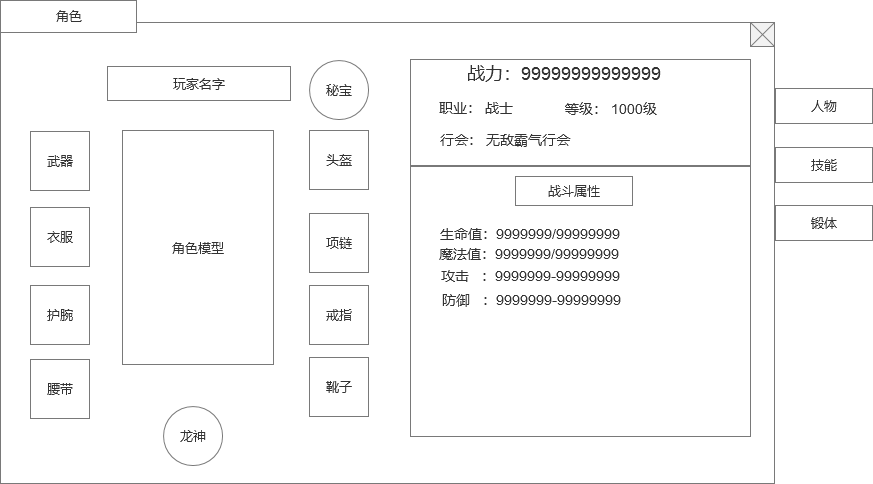 角色
玩家名字
秘宝
武器
头盔
衣服
角色模型
项链
护腕
戒指
腰带
靴子
龙神
战力：99999999999999
职业： 战士 等级： 1000级
行会： 无敌霸气行会
战斗属性
生命值：9999999/99999999
魔法值：9999999/99999999
攻击 ：9999999-99999999
防御 ：9999999-99999999
人物
技能
锻体